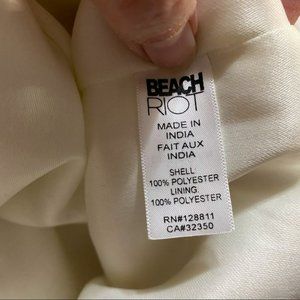 BEACH
RIOT
MADE IN
INDIA
FAIT AUX
INDIA
SHELL
100% POLYESTER
LINING.
100% POLYESTER
RN#128811
CA#32350